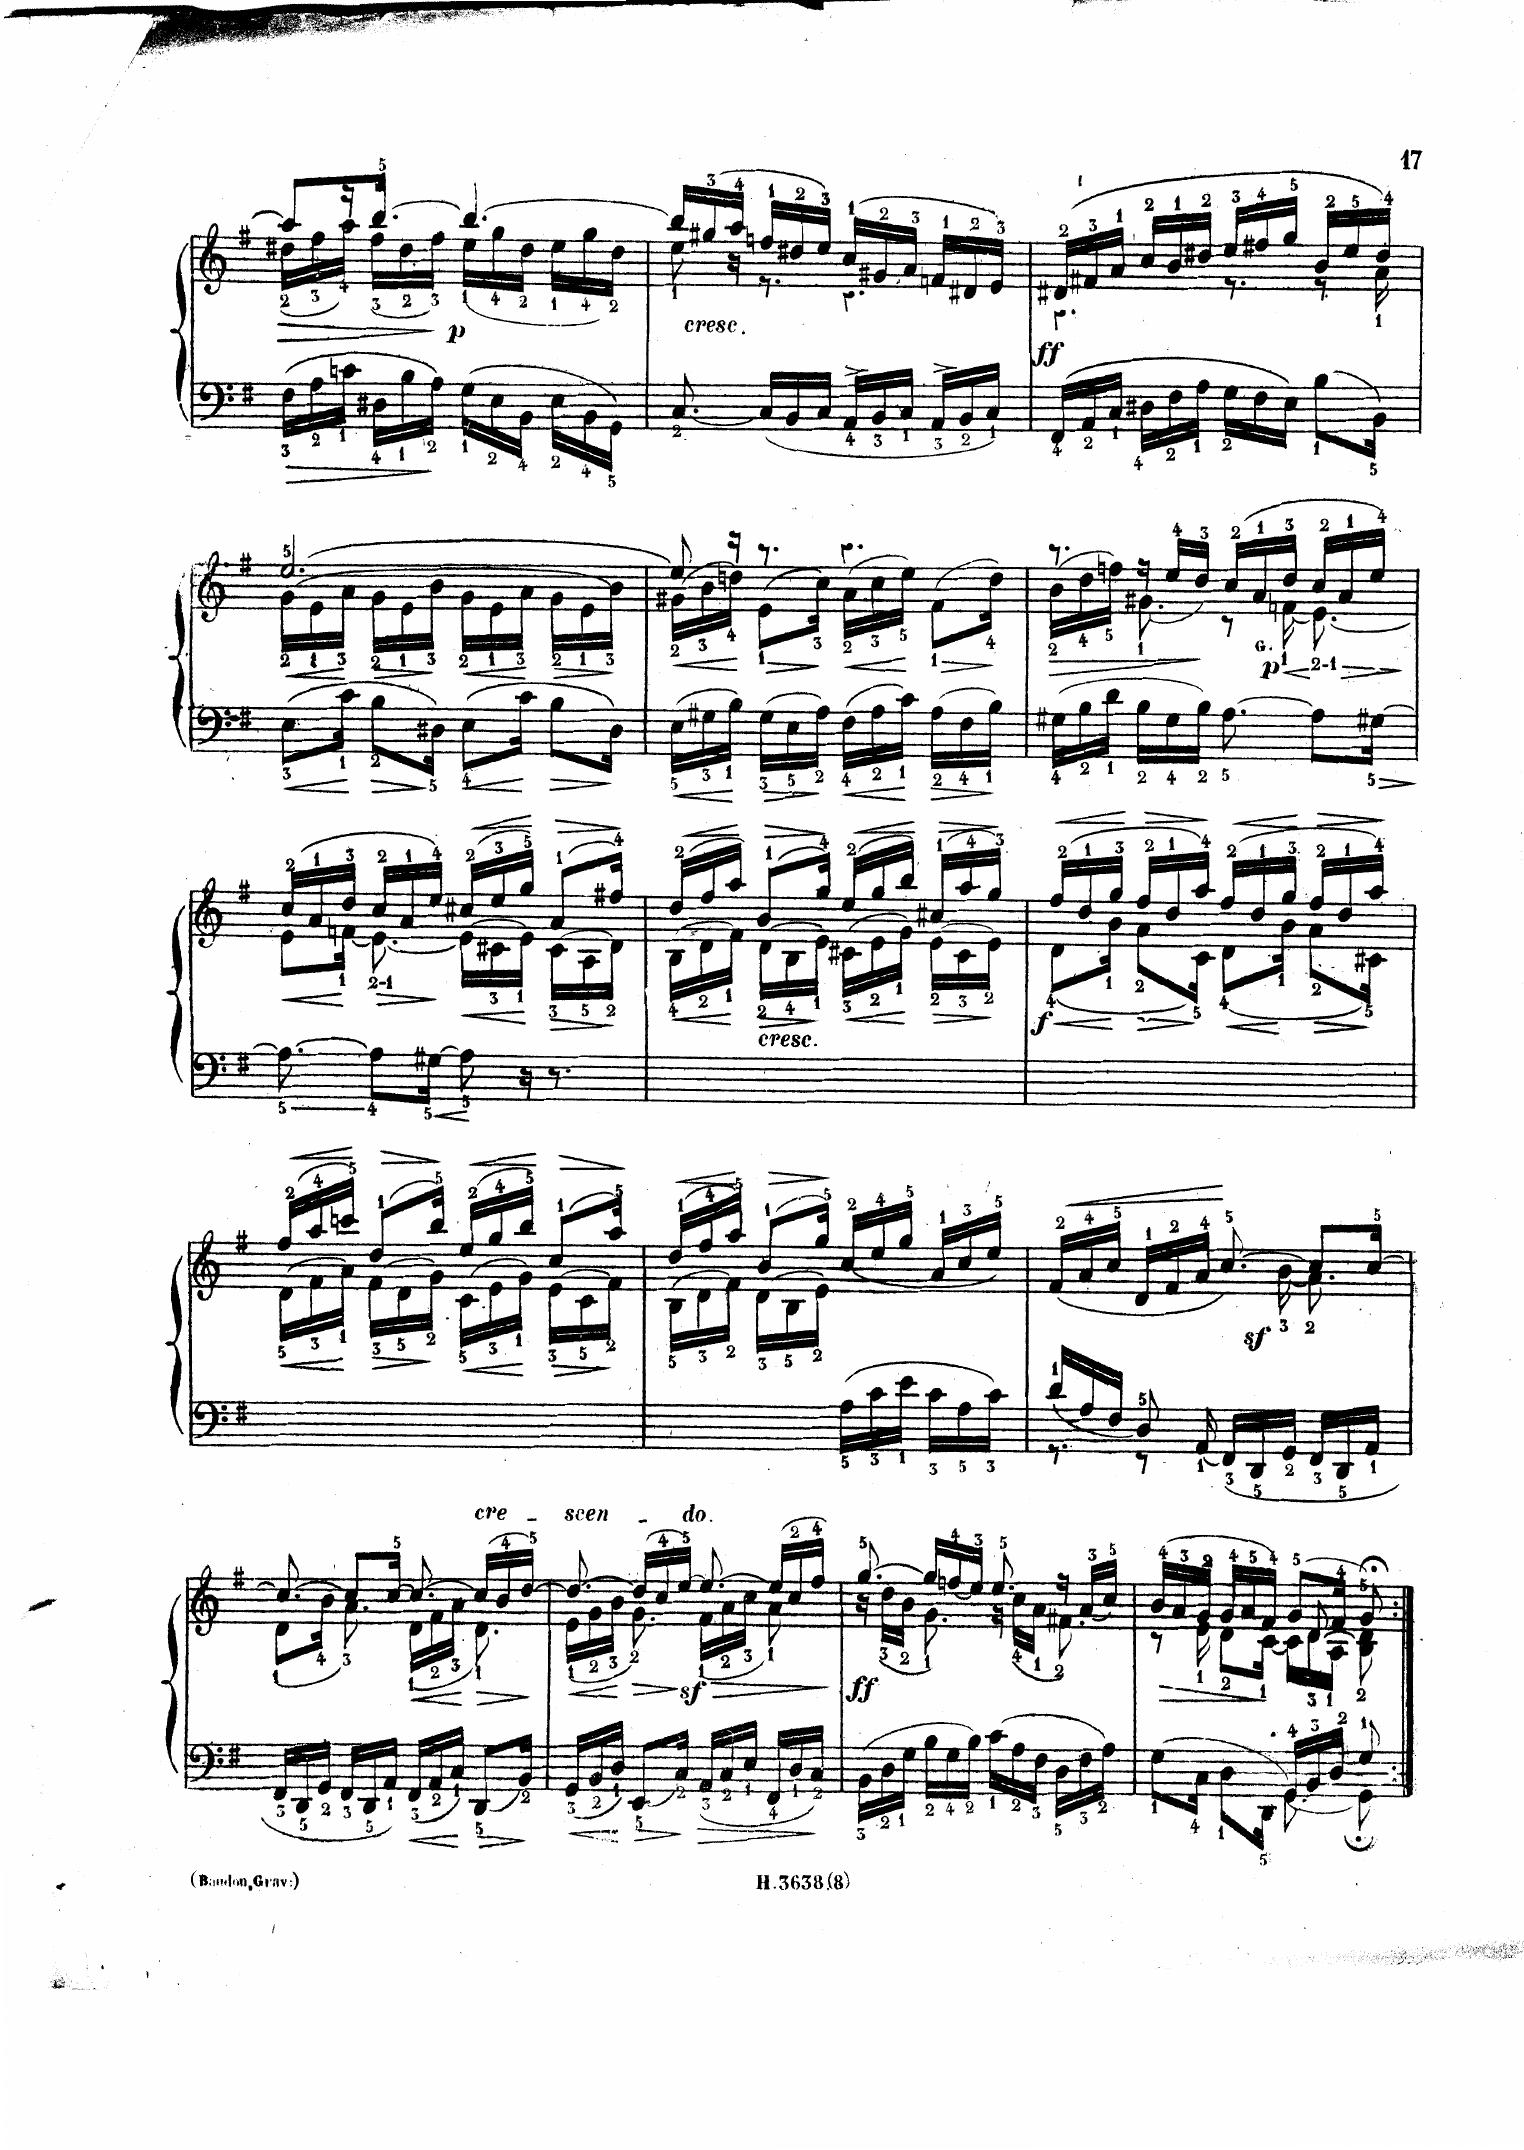 17
p
cresc.
ff
G.
p
cresc.
f
sf
cre - scen - do.
sf
ff
(Baudon, Grav:)
H. 3638 (8)